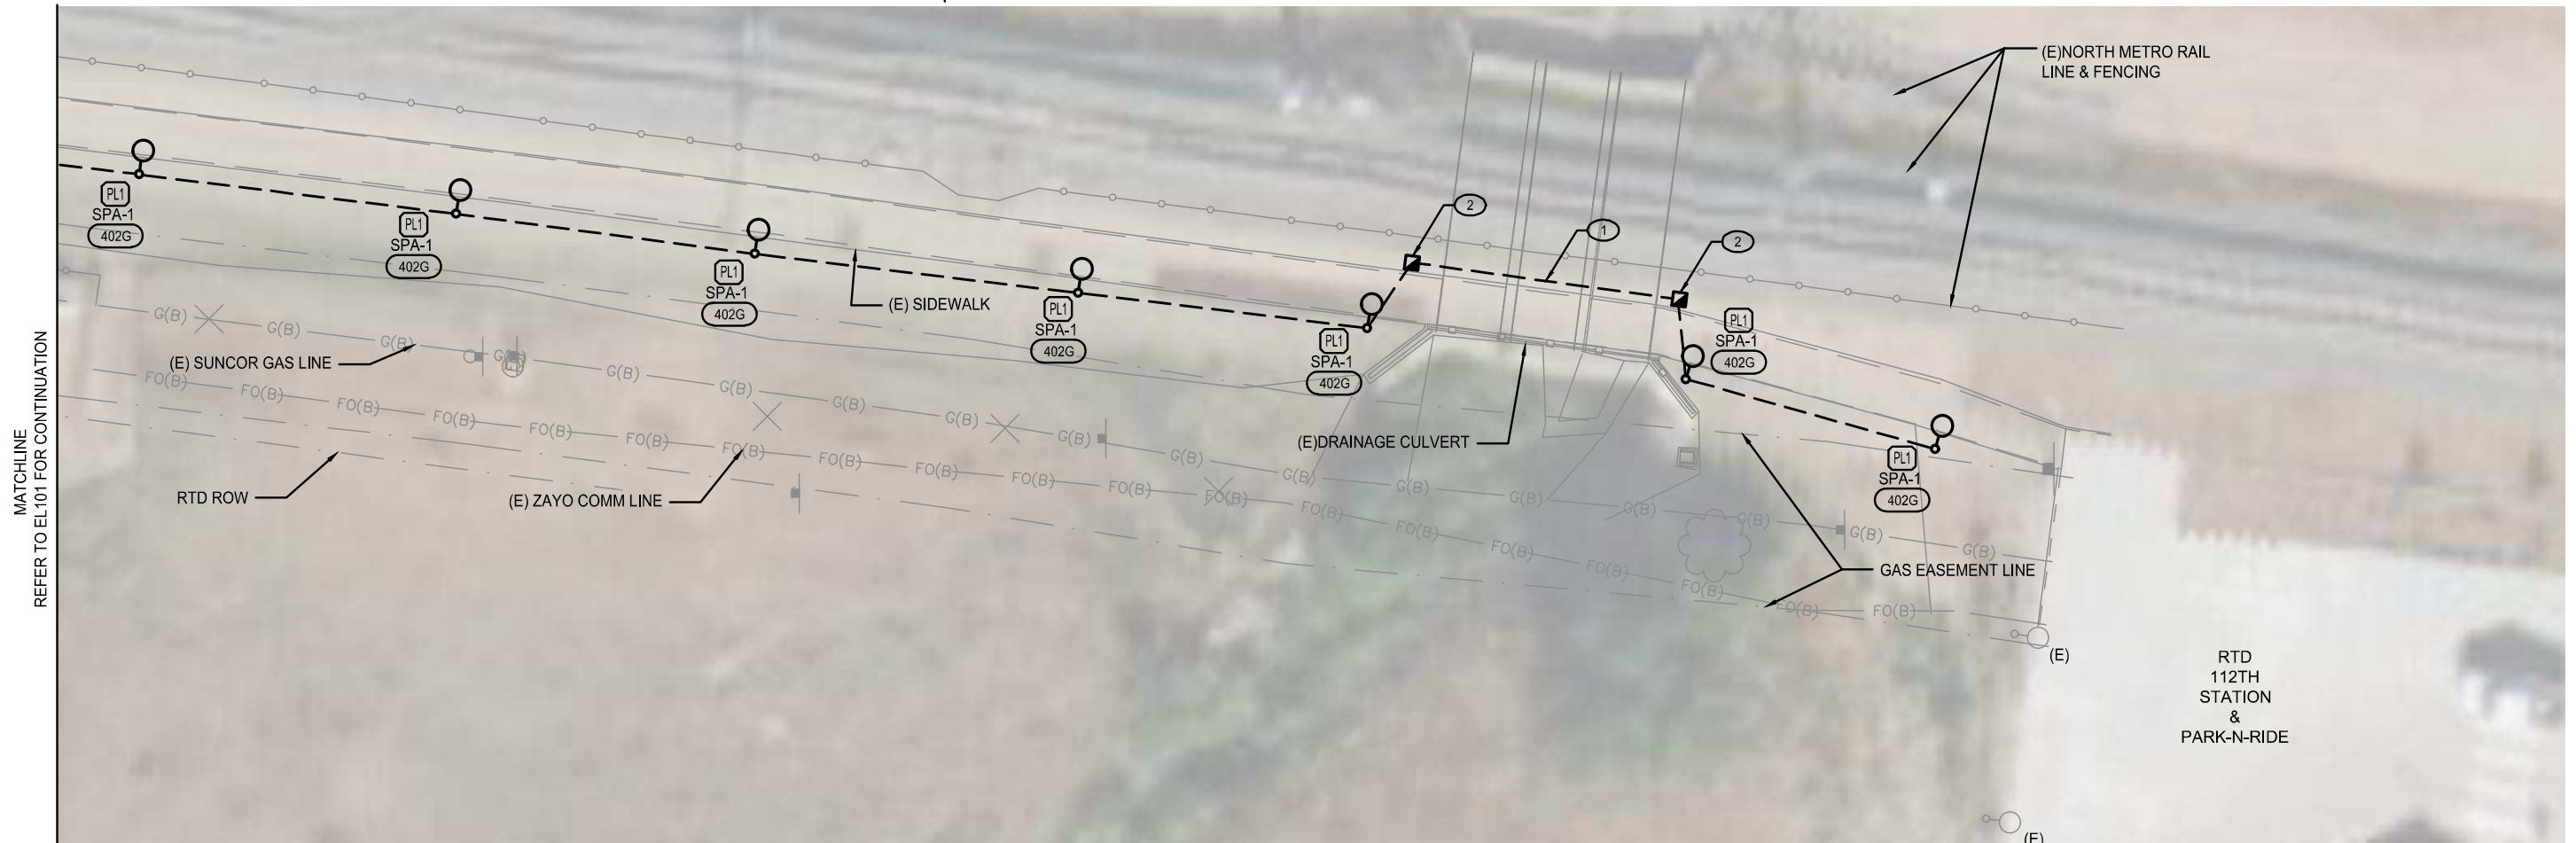 (E)NORTH METRO RAIL
LINE & FENCING
2
1
2
PL1
SPA-1
402G
PL1
SPA-1
402G
PL1
SPA-1
402G
PL1
SPA-1
402G
PL1
SPA-1
402G
PL1
SPA-1
402G
PL1
SPA-1
402G
(E) SIDEWALK
G(B) G(B) G(B) G(B) G(B) G(B) G(B) G(B) G(B) G(B) G(B) G(B) G(B) G(B) G(B) G(B)
(E) SUNCOR GAS LINE
FO(B) FO(B) FO(B) FO(B) FO(B) FO(B) FO(B) FO(B) FO(B) FO(B) FO(B) FO(B) FO(B) FO(B) FO(B) FO(B) FO(B) FO(B) FO(B)
(E)DRAINAGE CULVERT
RTD ROW
(E) ZAYO COMM LINE
GAS EASEMENT LINE
MATCHLINE
REFER TO EL101 FOR CONTINUATION
(E)
RTD
112TH
STATION
&
PARK-N-RIDE
(E)